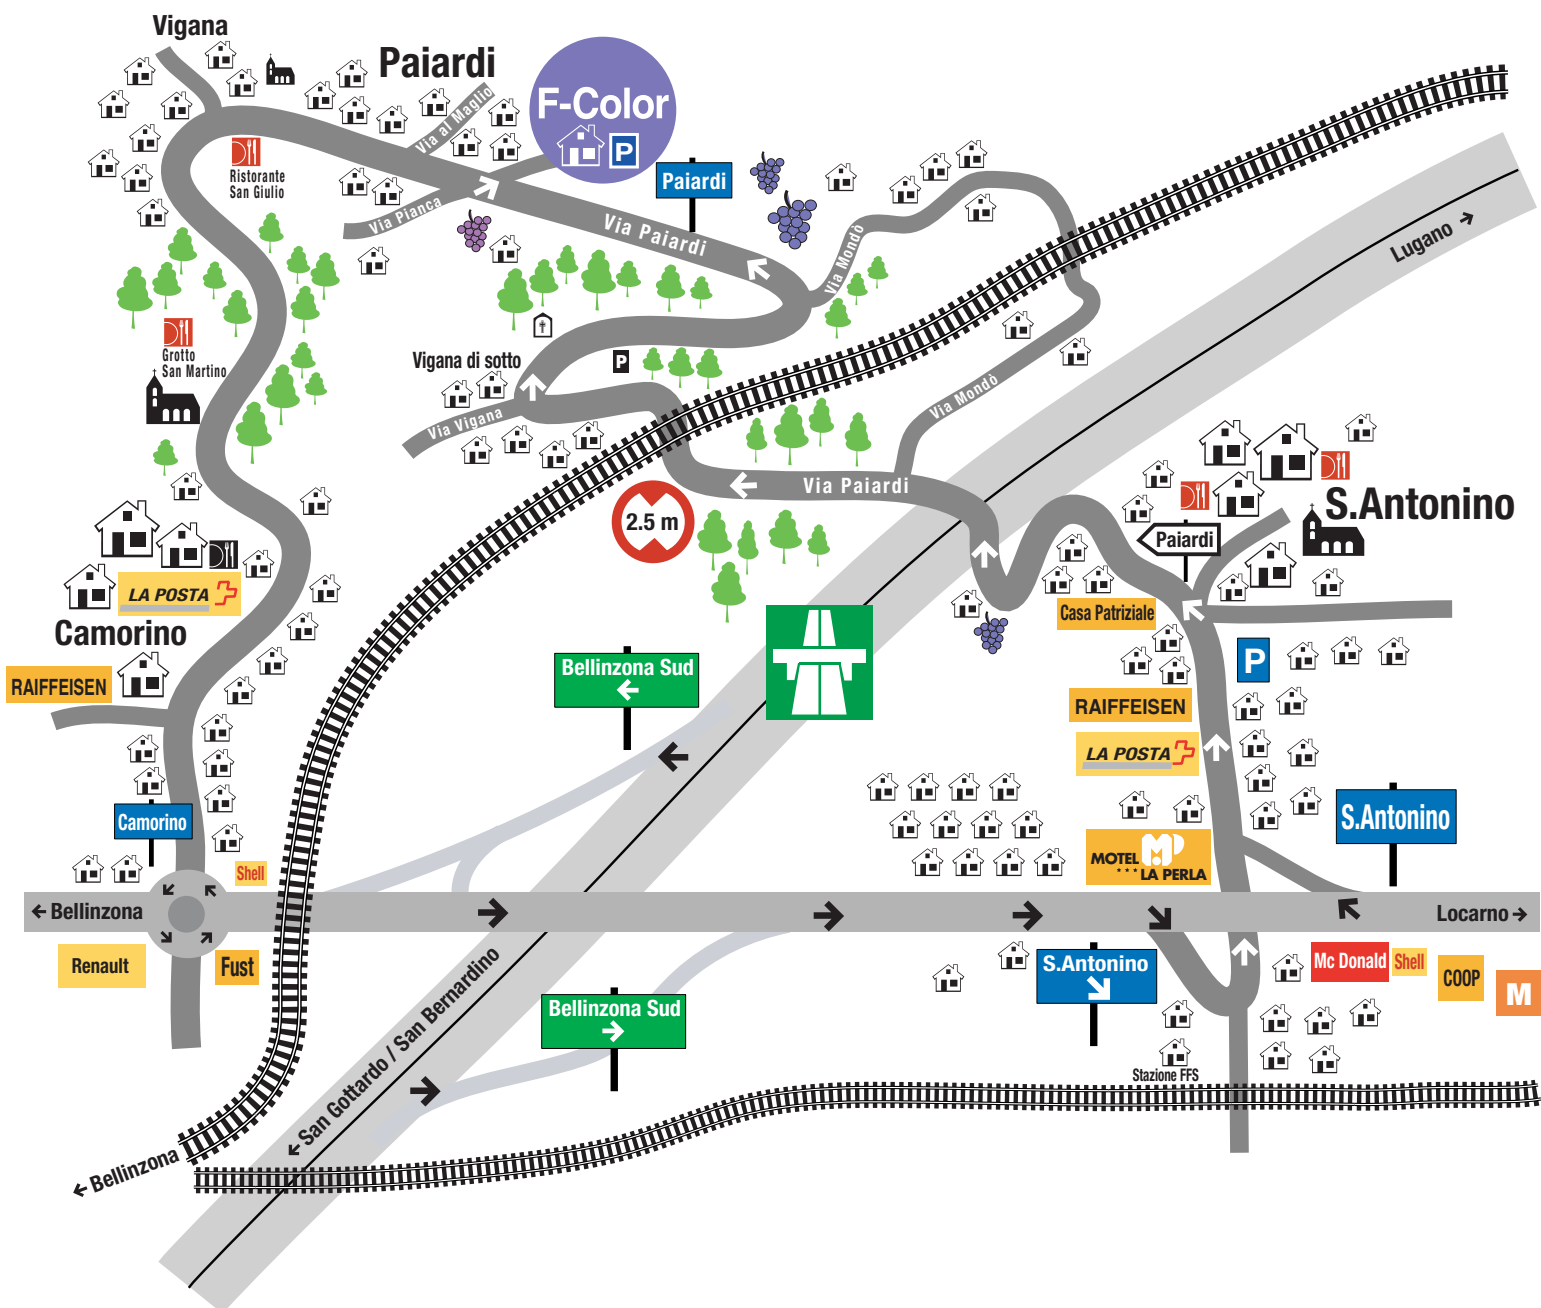 Vigana
Paiardi
F-Color
P
Via al Maglio
Paiardi
Ristorante
San Giulio
Via Pianca
Via Paiardi
Via Mondò
Lugano →
Grotto
San Martino
Vigana di sotto
P
Via Vigana
Via Mondò
2.5 m
Via Paiardi
S.Antonino
Paiardi
LA POSTA
Casa Patriziale
Camorino
Bellinzona Sud
←
P
RAIFFEISEN
RAIFFEISEN
LA POSTA
Camorino
S.Antonino
MOTEL MP
*** LA PERLA
Shell
← Bellinzona
Locarno →
Renault
Fust
S.Antonino
Mc Donald
Shell
COOP
M
Bellinzona Sud
→
← San Gottardo / San Bernardino
Stazione FFS
← Bellinzona